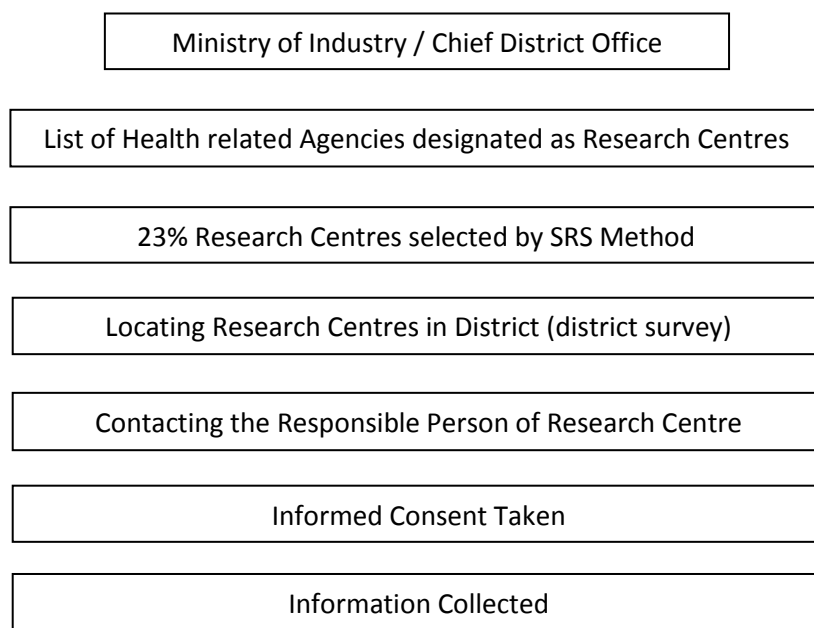 Ministry of Industry / Chief District Office
List of Health related Agencies designated as Research Centres
23% Research Centres selected by SRS Method
Locating Research Centres in District (district survey)
Contacting the Responsible Person of Research Centre
Informed Consent Taken
Information Collected